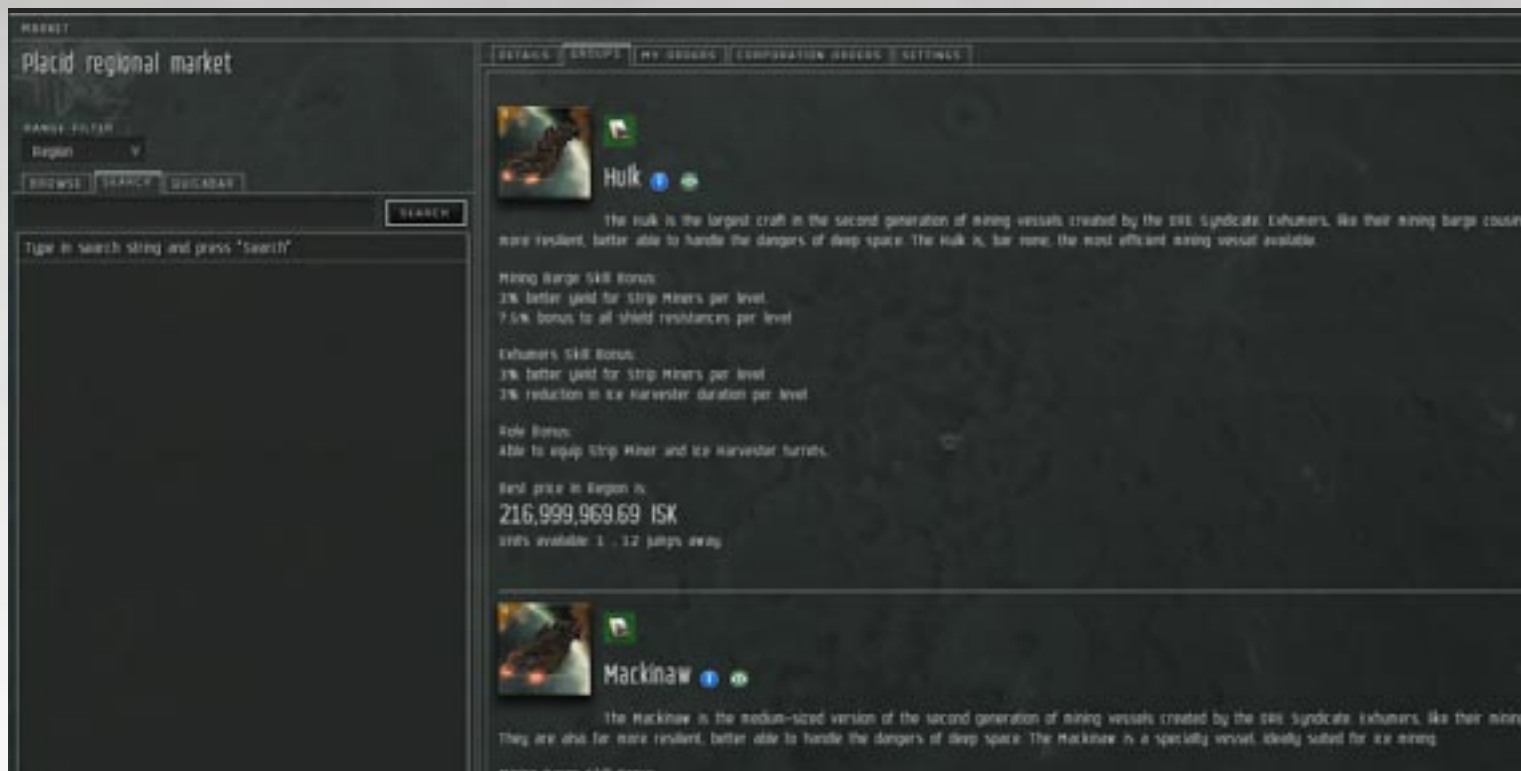 MARKET
Placid regional market
RANGE FILTER
Region
BROWSE SEARCH QUICKBAR
SEARCH
Type in search string and press "Search"
DETAILS GROUPS MY ORDERS CORPORATION ORDERS SETTINGS
Hulk
The Hulk is the largest craft in the second generation of mining vessels created by the ORE Syndicate. Exhumers, like their mining barge cousin
more resilient, better able to handle the dangers of deep space. The Hulk is, bar none, the most efficient mining vessel available.
Mining Barge Skill Bonus:
3% better yield for Strip Miners per level
7.5% bonus to all shield resistances per level
Exhumers Skill Bonus:
3% better yield for Strip Miners per level
3% reduction in Ice Harvester duration per level
Role Bonus:
Able to equip Strip Miner and Ice Harvester turrets.
Best price in Region is:
216,999,969.69 ISK
Units available: 1 . 12 jumps away
Mackinaw
The Mackinaw is the medium-sized version of the second generation of mining vessels created by the ORE Syndicate. Exhumers, like their minin
They are also far more resilient, better able to handle the dangers of deep space. The Mackinaw is a specialty vessel, ideally suited for ice mining.
Mining Barge Skill Bonus: